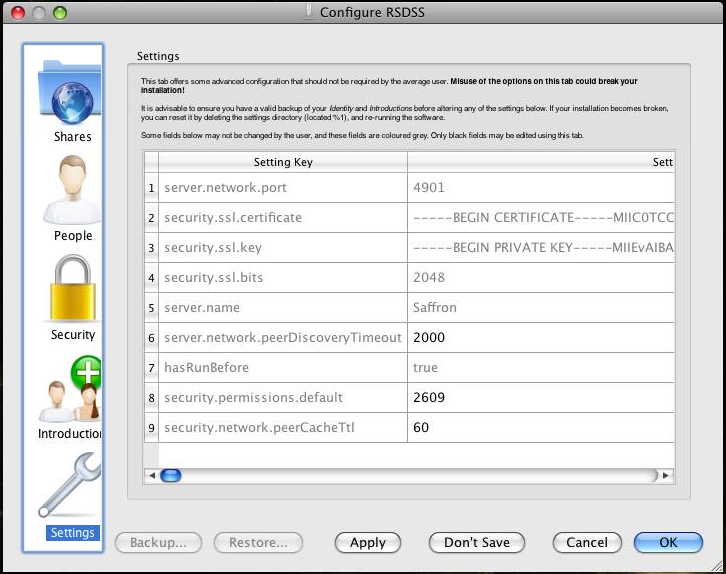 Configure RSDSS
Shares
People
Security
Introduction
Settings
Settings
This tab offers some advanced configuration that should not be required by the average user. Misuse of the options on this tab could break your
installation!
It is advisable to ensure you have a valid backup of your Identity and Introductions before altering any of the settings below. If your installation becomes broken,
you can reset it by deleting the settings directory (located %1), and re-running the software.
Some fields below may not be changed by the user, and these fields are coloured grey. Only black fields may be edited using this tab.
Setting Key Sett
1 server.network.port 4901
2 security.ssl.certificate -----BEGIN CERTIFICATE-----MIIC0TCC
3 security.ssl.key -----BEGIN PRIVATE KEY-----MIIEvAIBA
4 security.ssl.bits 2048
5 server.name Saffron
6 server.network.peerDiscoveryTimeout 2000
7 hasRunBefore true
8 security.permissions.default 2609
9 security.network.peerCacheTtl 60
Backup... Restore... Apply Don't Save Cancel OK